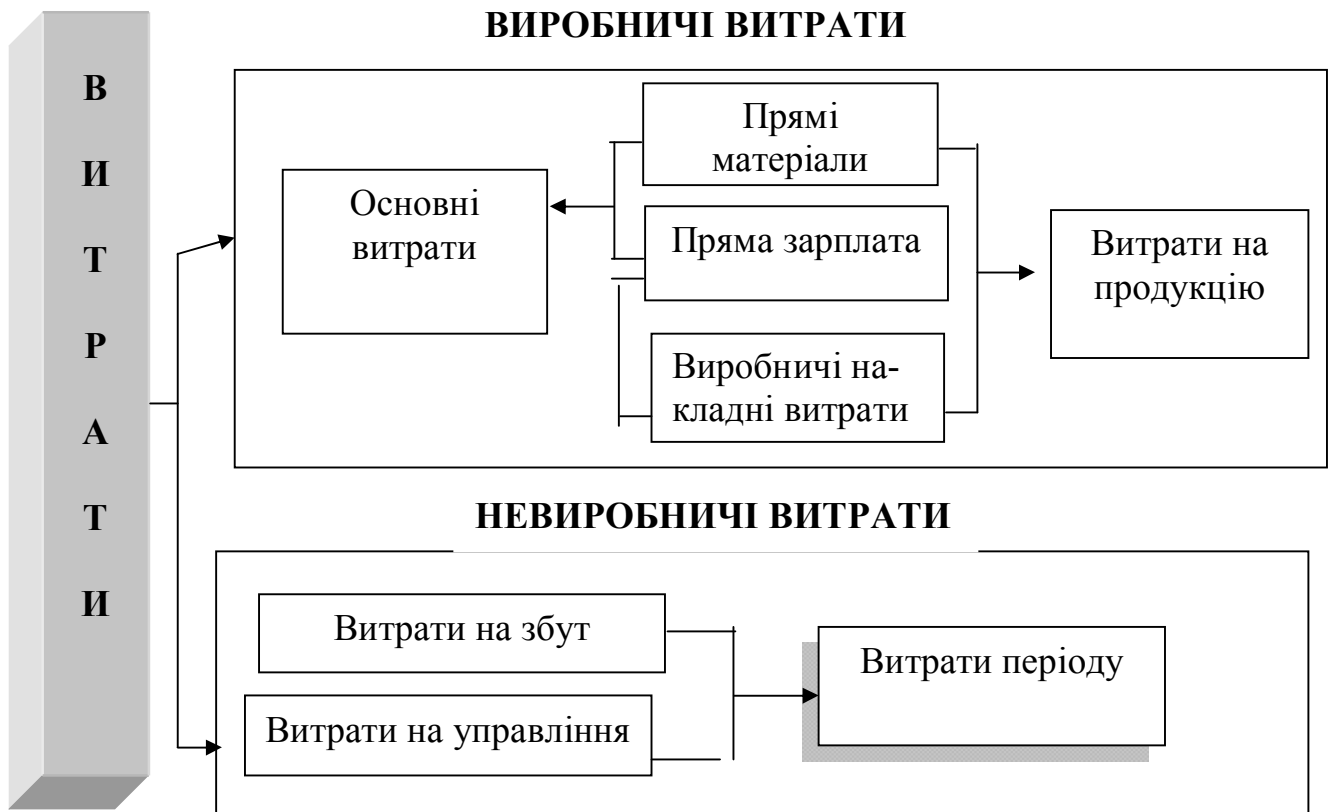 ВИТРАТИ
ВИРОБНИЧІ ВИТРАТИ
Прямі
матеріали
Основні
витрати
Пряма зарплата
Витрати на
продукцію
Виробничі на-
кладні витрати
НЕВИРОБНИЧІ ВИТРАТИ
Витрати на збут
Витрати періоду
Витрати на управління